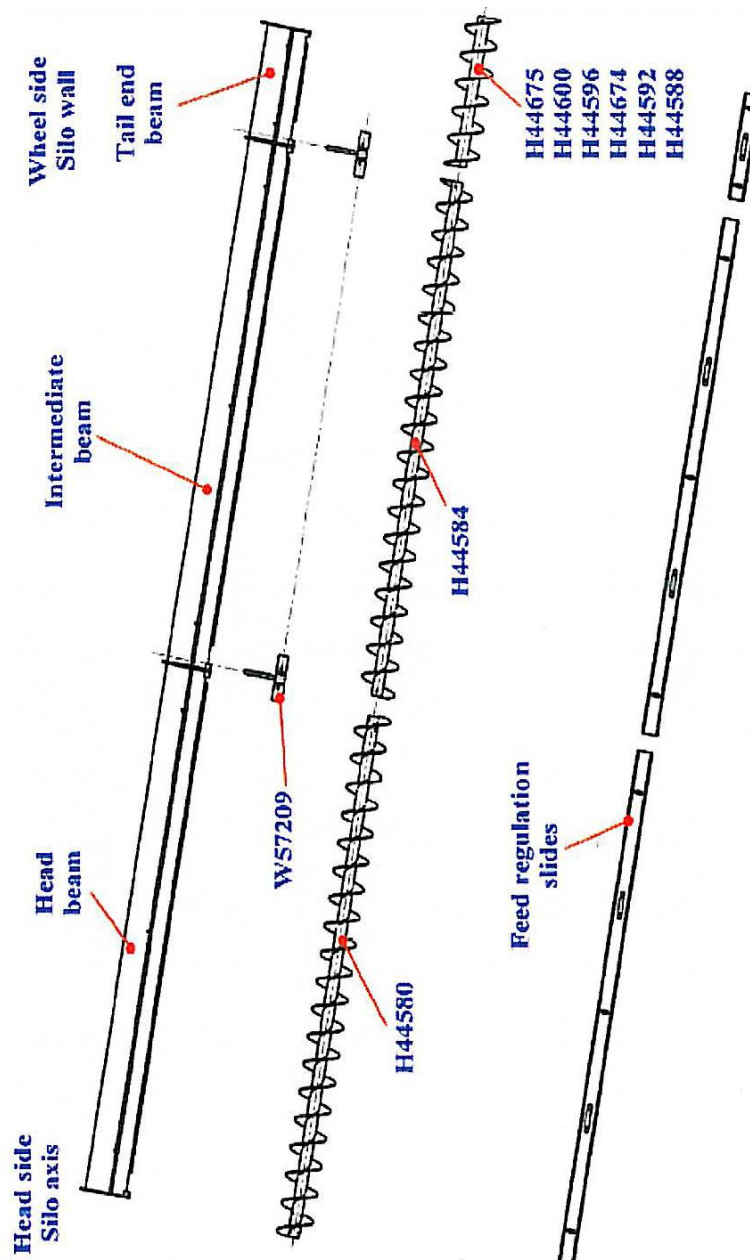 Head side
Silo axis
Head
beam
Intermediate
beam
Wheel side
Silo wall
Tail end
beam
W57209
H44580
H44584
H44675
H44600
H44596
H44674
H44592
H44588
Feed regulation
slides